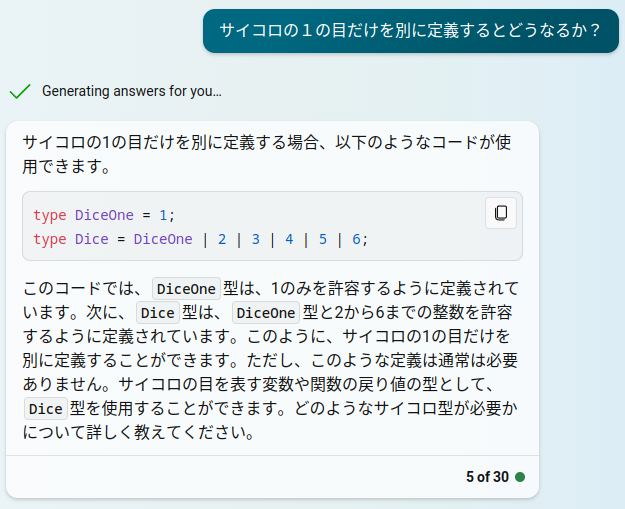 サイコロの１の目だけを別に定義するとどうなるか？
Generating answers for you…
サイコロの1の目だけを別に定義する場合、以下のようなコードが使
用できます。
type DiceOne = 1;
type Dice = DiceOne | 2 | 3 | 4 | 5 | 6;
このコードでは、 DiceOne 型は、1のみを許容するように定義されて
います。次に、 Dice 型は、 DiceOne 型と2から6までの整数を許容
するように定義されています。このように、サイコロの1の目だけを
別に定義することができます。ただし、このような定義は通常は必要
ありません。サイコロの目を表す変数や関数の戻り値の型として、
Dice 型を使用することができます。どのようなサイコロ型が必要か
について詳しく教えてください。
5 of 30